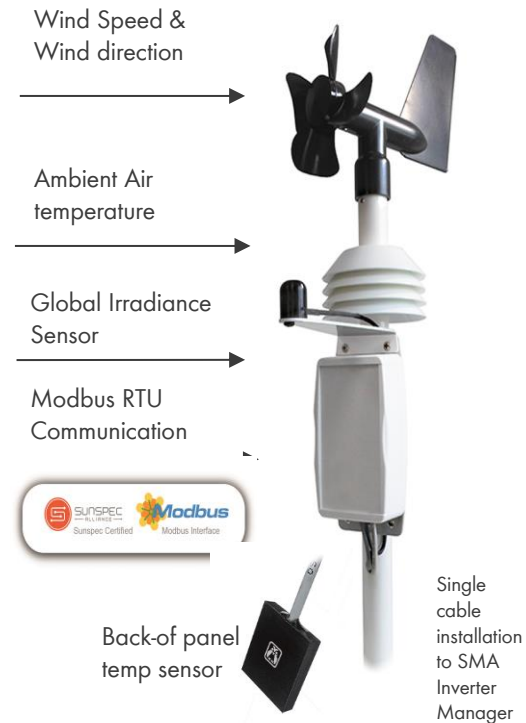 Wind Speed &
Wind direction
Ambient Air
temperature
Global Irradiance
Sensor
Modbus RTU
Communication
SUNSPEC
ALLIANCE
Sunspec Certified
Modbus
Modbus Interface
Back-of panel
temp sensor
Single
cable
installation
to SMA
Inverter
Manager